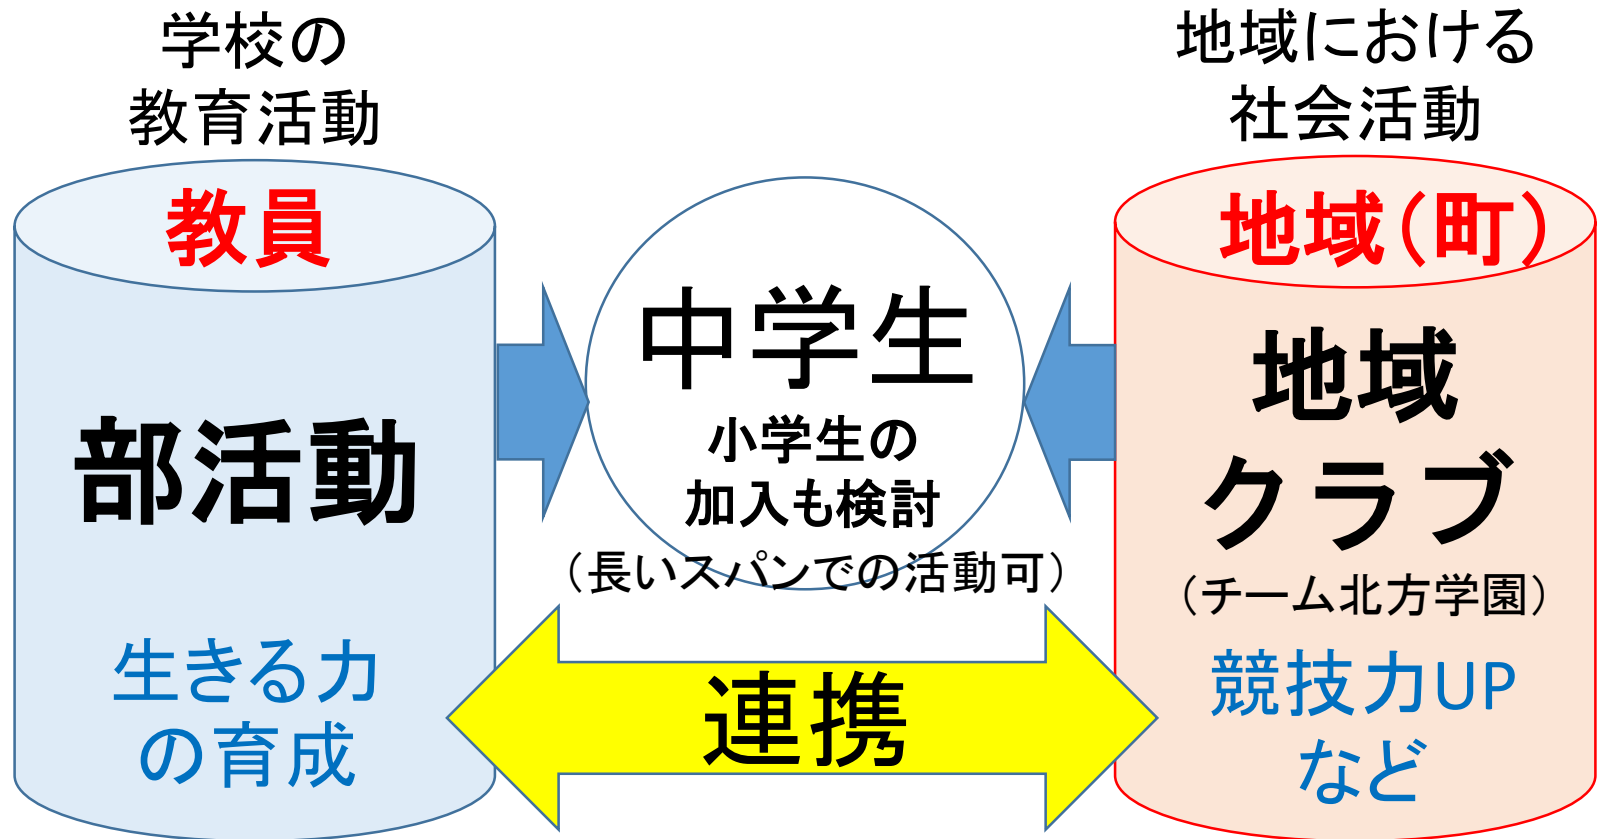 学校の
教育活動
教員
部活動
生きる力
の育成
中学生
小学生の
加入も検討
（長いスパンでの活動可）
連携
地域における
社会活動
地域（町）
地域
クラブ
（チーム北方学園）
競技力UP
など